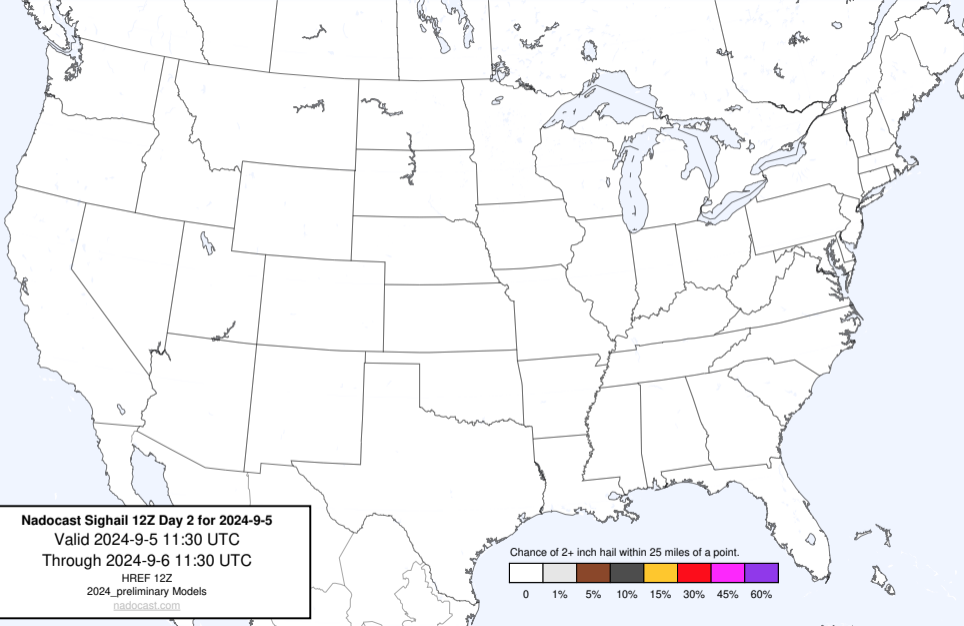 Nadocast Sighail 12Z Day 2 for 2024-9-5
Valid 2024-9-5 11:30 UTC
Through 2024-9-6 11:30 UTC
HREF 12Z
2024_preliminary Models
nadocast.com
Chance of 2+ inch hail within 25 miles of a point.
0 1% 5% 10% 15% 30% 45% 60%